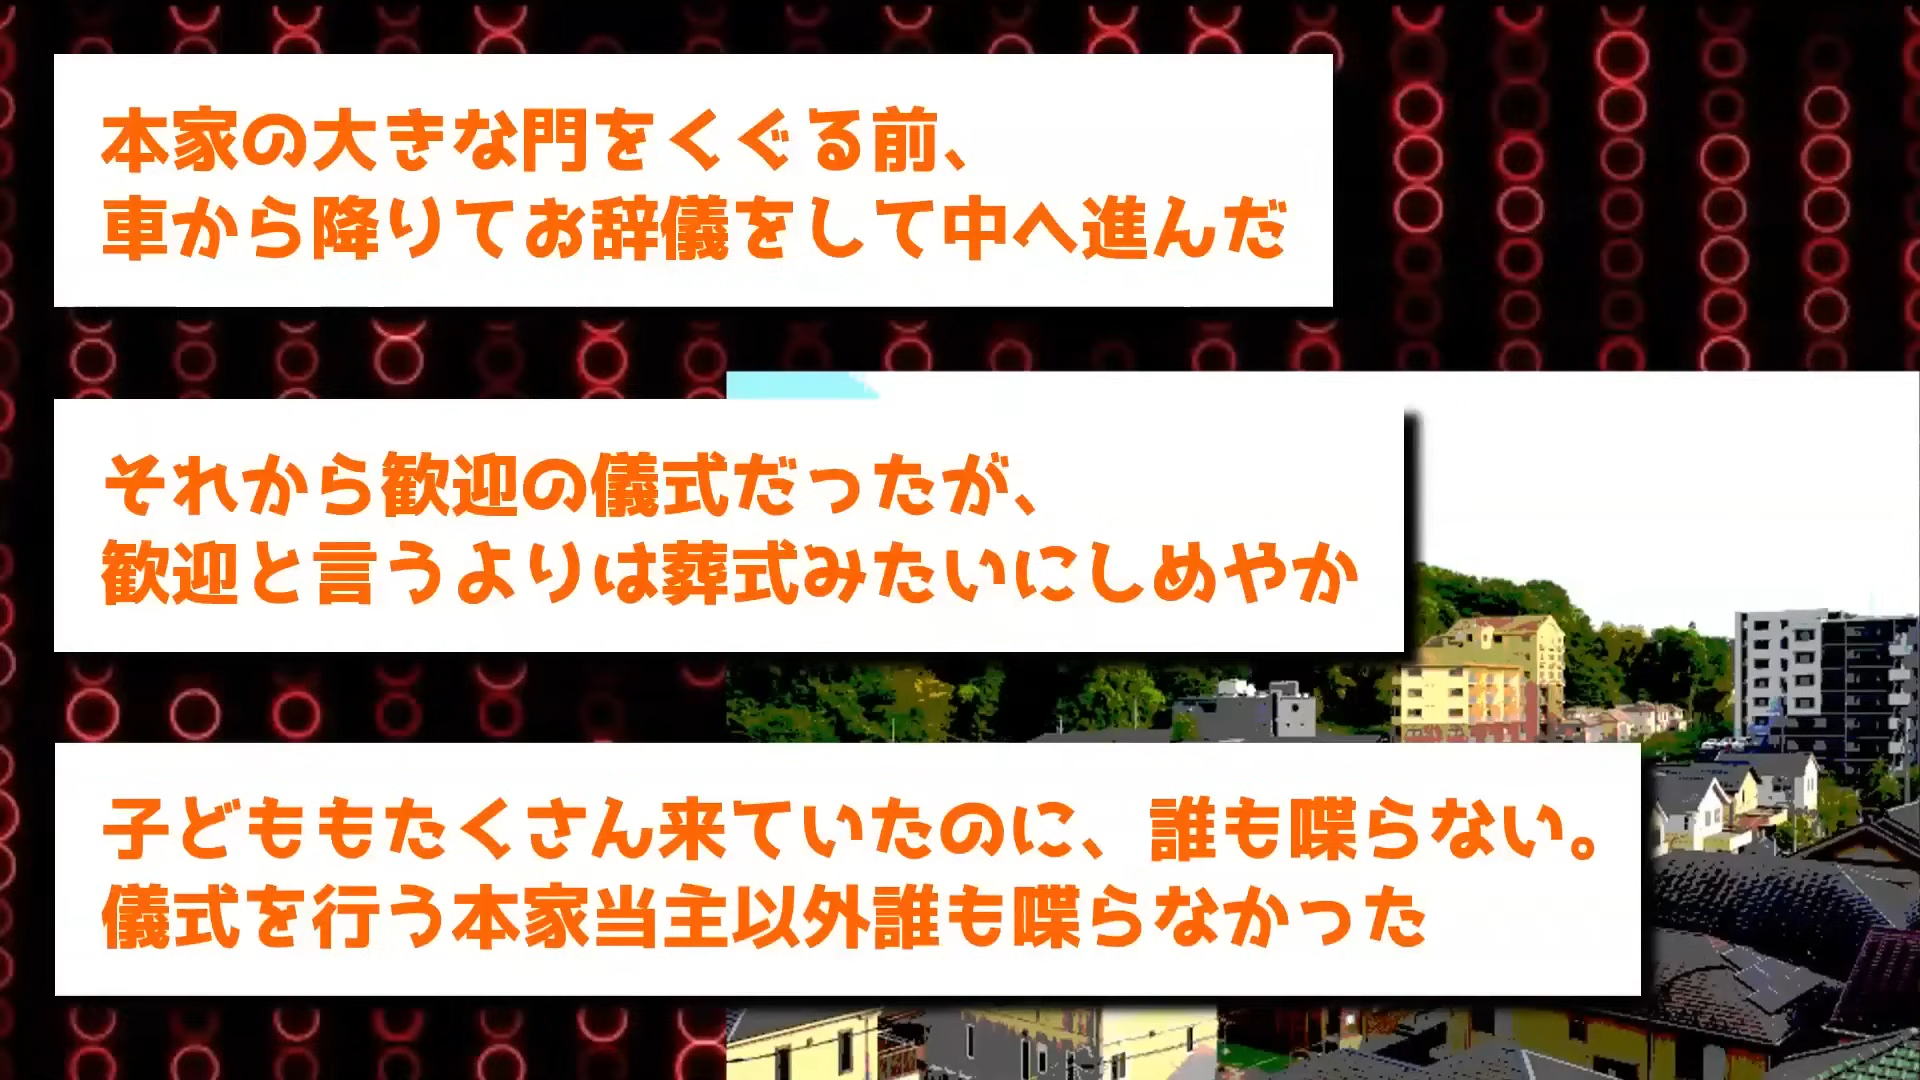 本家の大きな門をくぐる前、
車から降りてお辞儀をして中へ進んだ
それから歓迎の儀式だったが、
歓迎と言うよりは葬式みたいにしめやか
子どももたくさん来ていたのに、誰も喋らない。
儀式を行う本家当主以外誰も喋らなかった